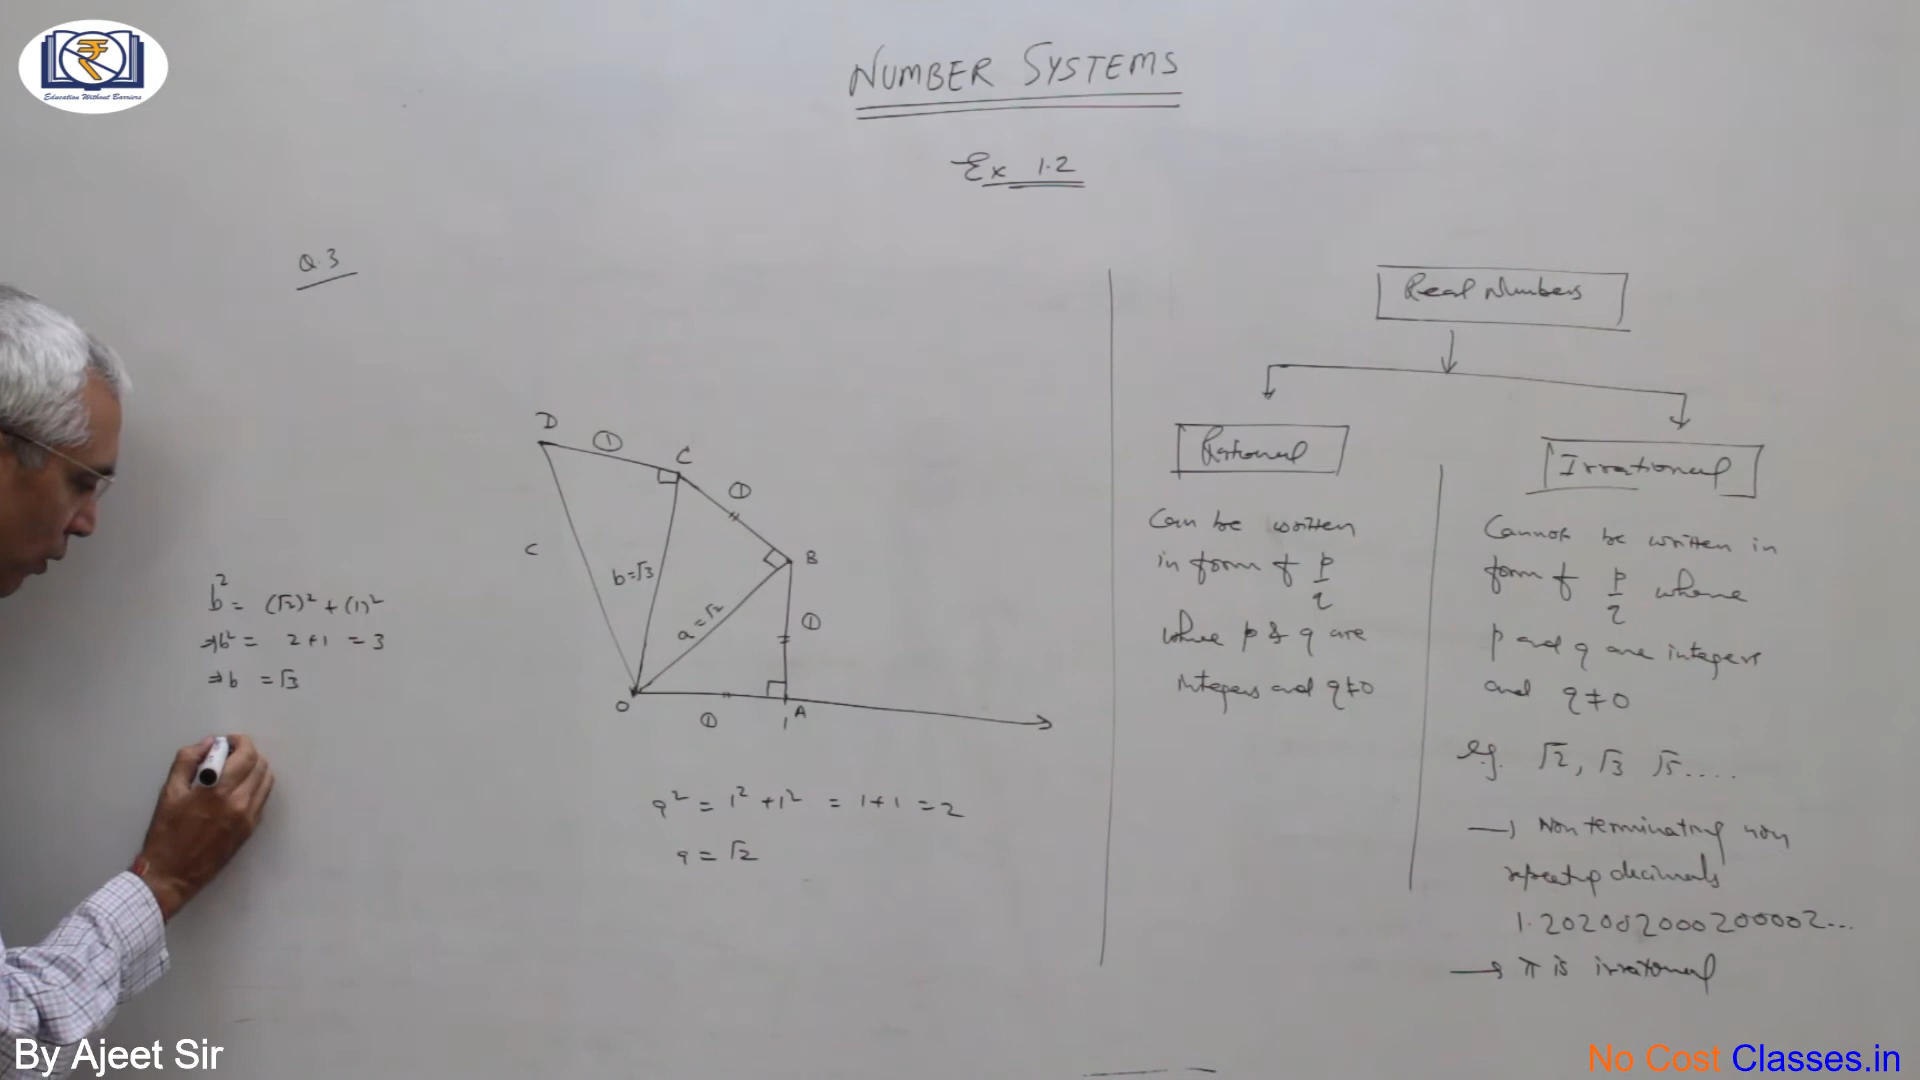 Education Without Barriers
NUMBER SYSTEMS
Ex 1.2
Q.3
D
①
C
①
B
①
A
1
①
O
C
b=√3
a=√2
b² = (√2)² + (1)²
⇒b² = 2+1 = 3
⇒b = √3
a² = 1² + 1² = 1+1 = 2
a = √2
Real Numbers
Rational
Can be written
in form of p/q
where p & q are
integers and q≠0
Irrational
Cannot be written in
form of p/q where
p and q are integers
and q≠0
e.g. √2, √3 √5....
→ Non terminating non
repeating decimals
1.202002000200002...
→ π is irrational
By Ajeet Sir
No Cost Classes.in